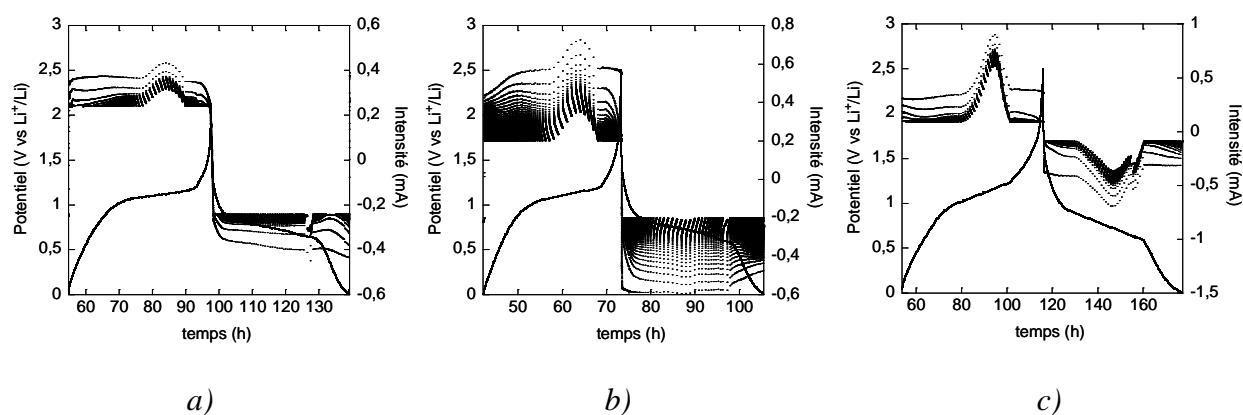 3
2,5
2
1,5
1
0,5
0
Potentiel (V vs Li+/Li)
60 70 80 90 100 110 120 130
temps (h)
0,6
0,4
0,2
0
-0,2
-0,4
-0,6
Intensité (mA)
a)
3
2,5
2
1,5
1
0,5
0
Potentiel (V vs Li+/Li)
50 60 70 80 90 100
temps (h)
0,8
0,6
0,4
0,2
0
-0,2
-0,4
-0,6
Intensité (mA)
b)
3
2,5
2
1,5
1
0,5
0
Potentiel (V vs Li+/Li)
60 80 100 120 140 160
temps (h)
1
0,5
0
-0,5
-1
-1,5
Intensité (mA)
c)